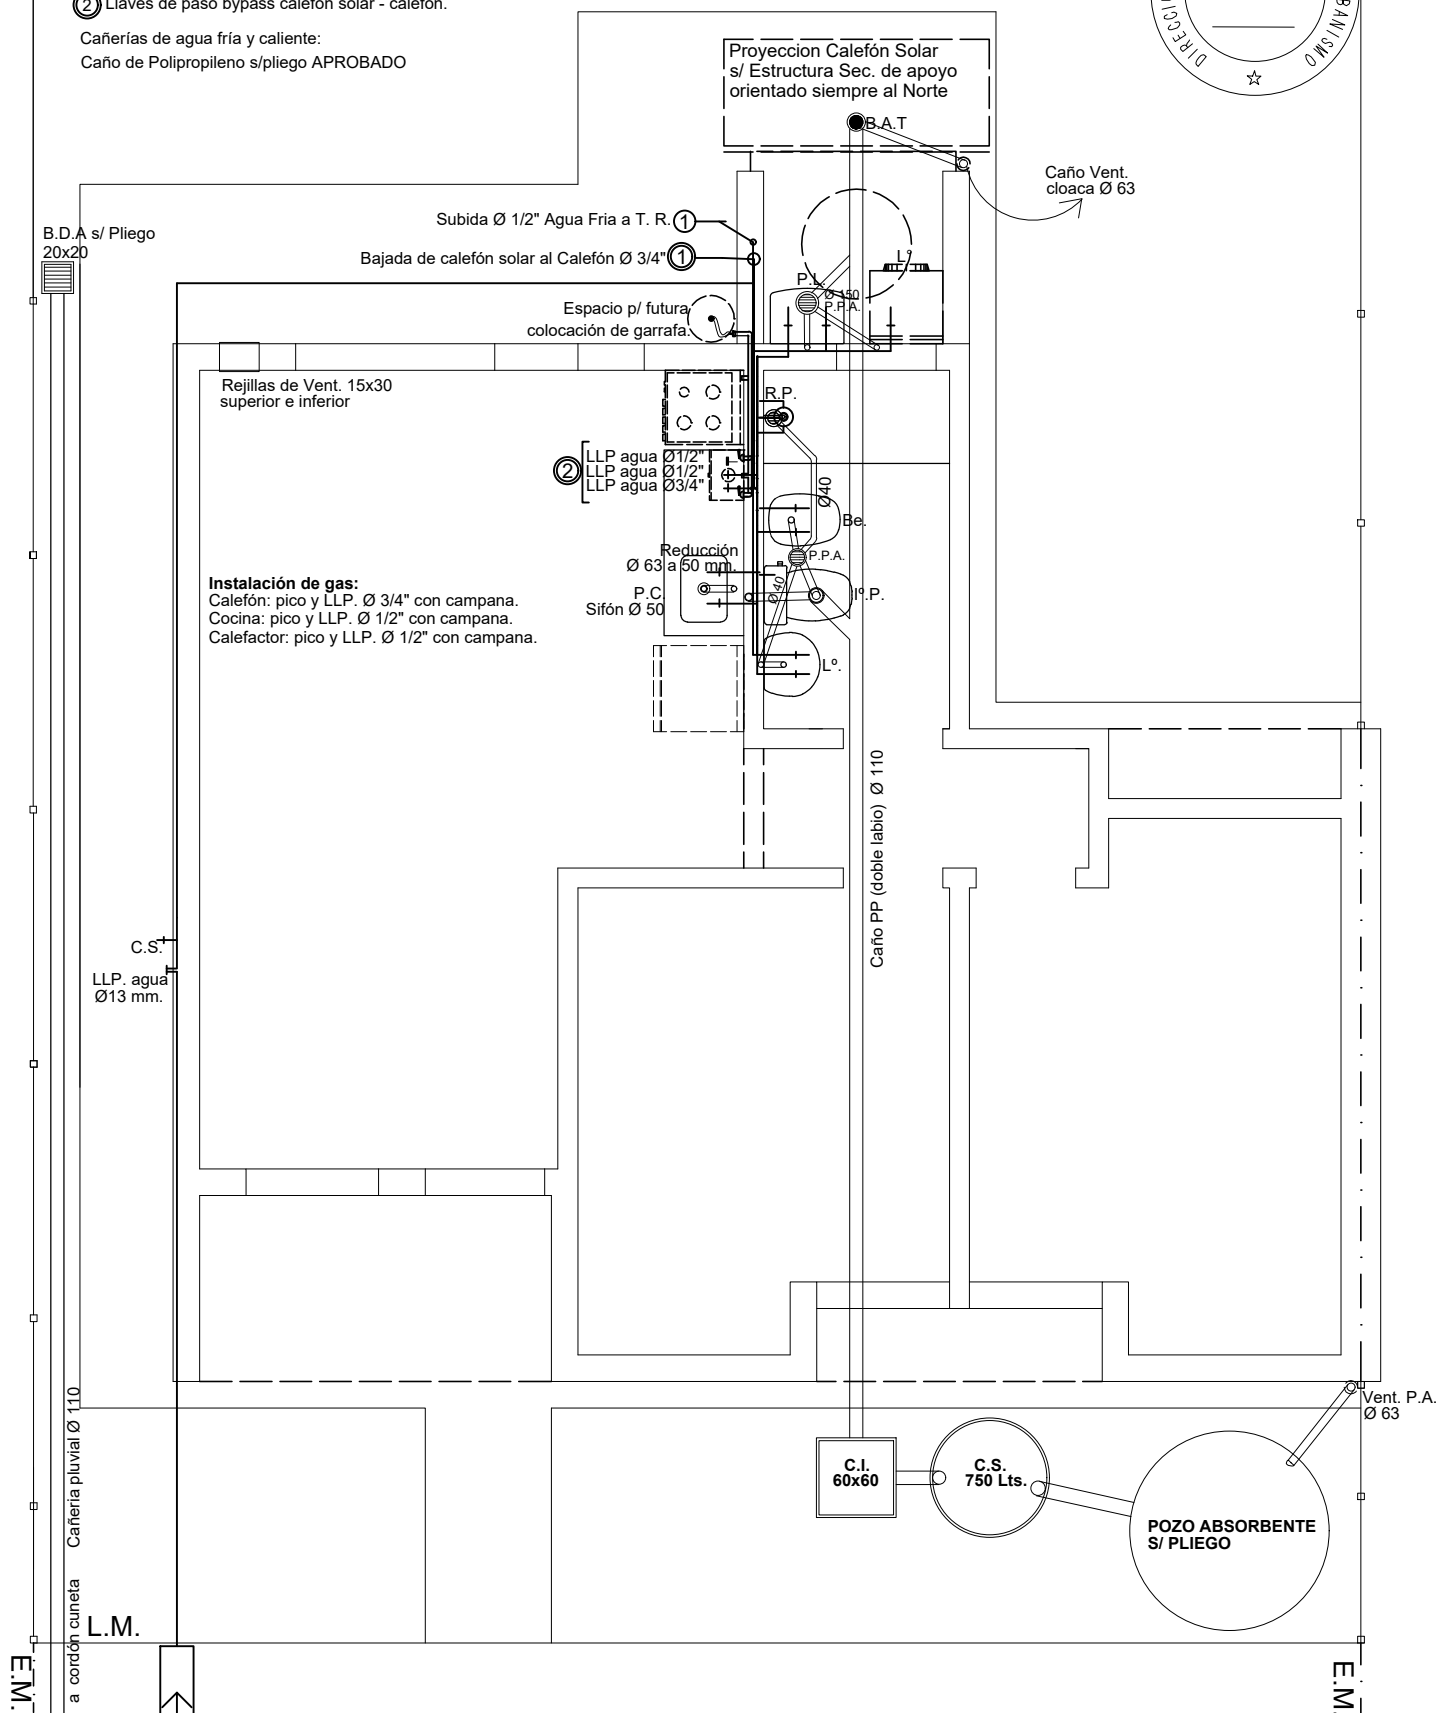 ② Llaves de paso bypass calefón solar - calefón.
Cañerías de agua fría y caliente:
Caño de Polipropileno s/pliego APROBADO
Proyeccion Calefón Solar
s/ Estructura Sec. de apoyo
orientado siempre al Norte
B.A.T
Caño Vent.
cloaca Ø 63
B.D.A s/ Pliego
20x20
Subida Ø 1/2" Agua Fria a T. R. ①
Bajada de calefón solar al Calefón Ø 3/4" ①
Lº
P.L.
Ø 150
P.P.A.
Espacio p/ futura
colocación de garrafa.
Rejillas de Vent. 15x30
superior e inferior
R.P.
②
LLP agua Ø1/2"
LLP agua Ø1/2"
LLP agua Ø3/4"
Ø40
Be.
Reducción
Ø 63 a 50 mm.
P.P.A.
Ø 40
Iº.P.
P.C.
Sifón Ø 50
Lº.
Instalación de gas:
Calefón: pico y LLP. Ø 3/4" con campana.
Cocina: pico y LLP. Ø 1/2" con campana.
Calefactor: pico y LLP. Ø 1/2" con campana.
Caño PP (doble labio) Ø 110
C.S.
LLP. agua
Ø13 mm.
Vent. P.A.
Ø 63
C.I.
60x60
C.S.
750 Lts.
POZO ABSORBENTE
S/ PLIEGO
Cañeria pluvial Ø 110
a cordón cuneta
L.M.
E.M.
E.M.